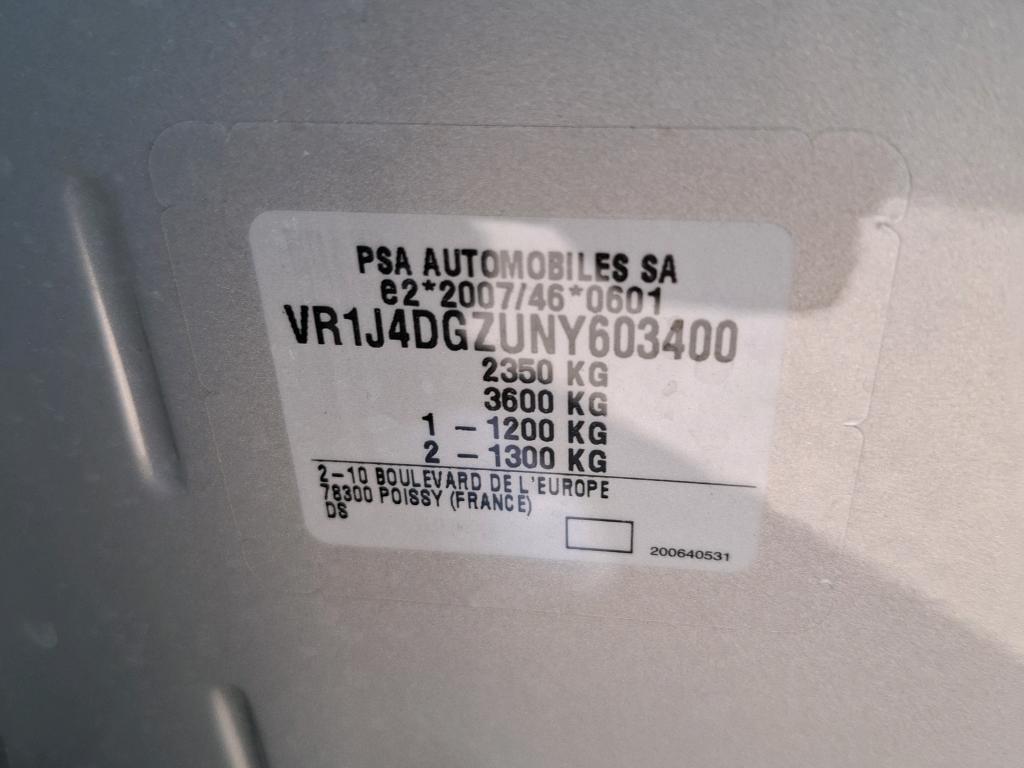 PSA AUTOMOBILES SA
e2*2007/46*0601
VR1J4DGZUNY603400
2350 KG
3600 KG
1 – 1200 KG
2 – 1300 KG
2–10 BOULEVARD DE L'EUROPE
78300 POISSY (FRANCE)
DS
200640531